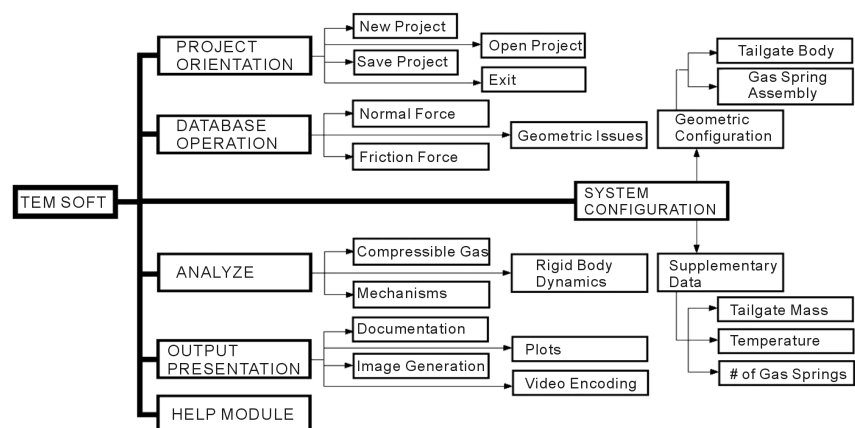 TEM SOFT
PROJECT
ORIENTATION
New Project
Open Project
Save Project
Exit
DATABASE
OPERATION
Normal Force
Geometric Issues
Friction Force
SYSTEM
CONFIGURATION
Geometric
Configuration
Tailgate Body
Gas Spring
Assembly
Supplementary
Data
Tailgate Mass
Temperature
# of Gas Springs
ANALYZE
Compressible Gas
Rigid Body
Dynamics
Mechanisms
OUTPUT
PRESENTATION
Documentation
Plots
Image Generation
Video Encoding
HELP MODULE